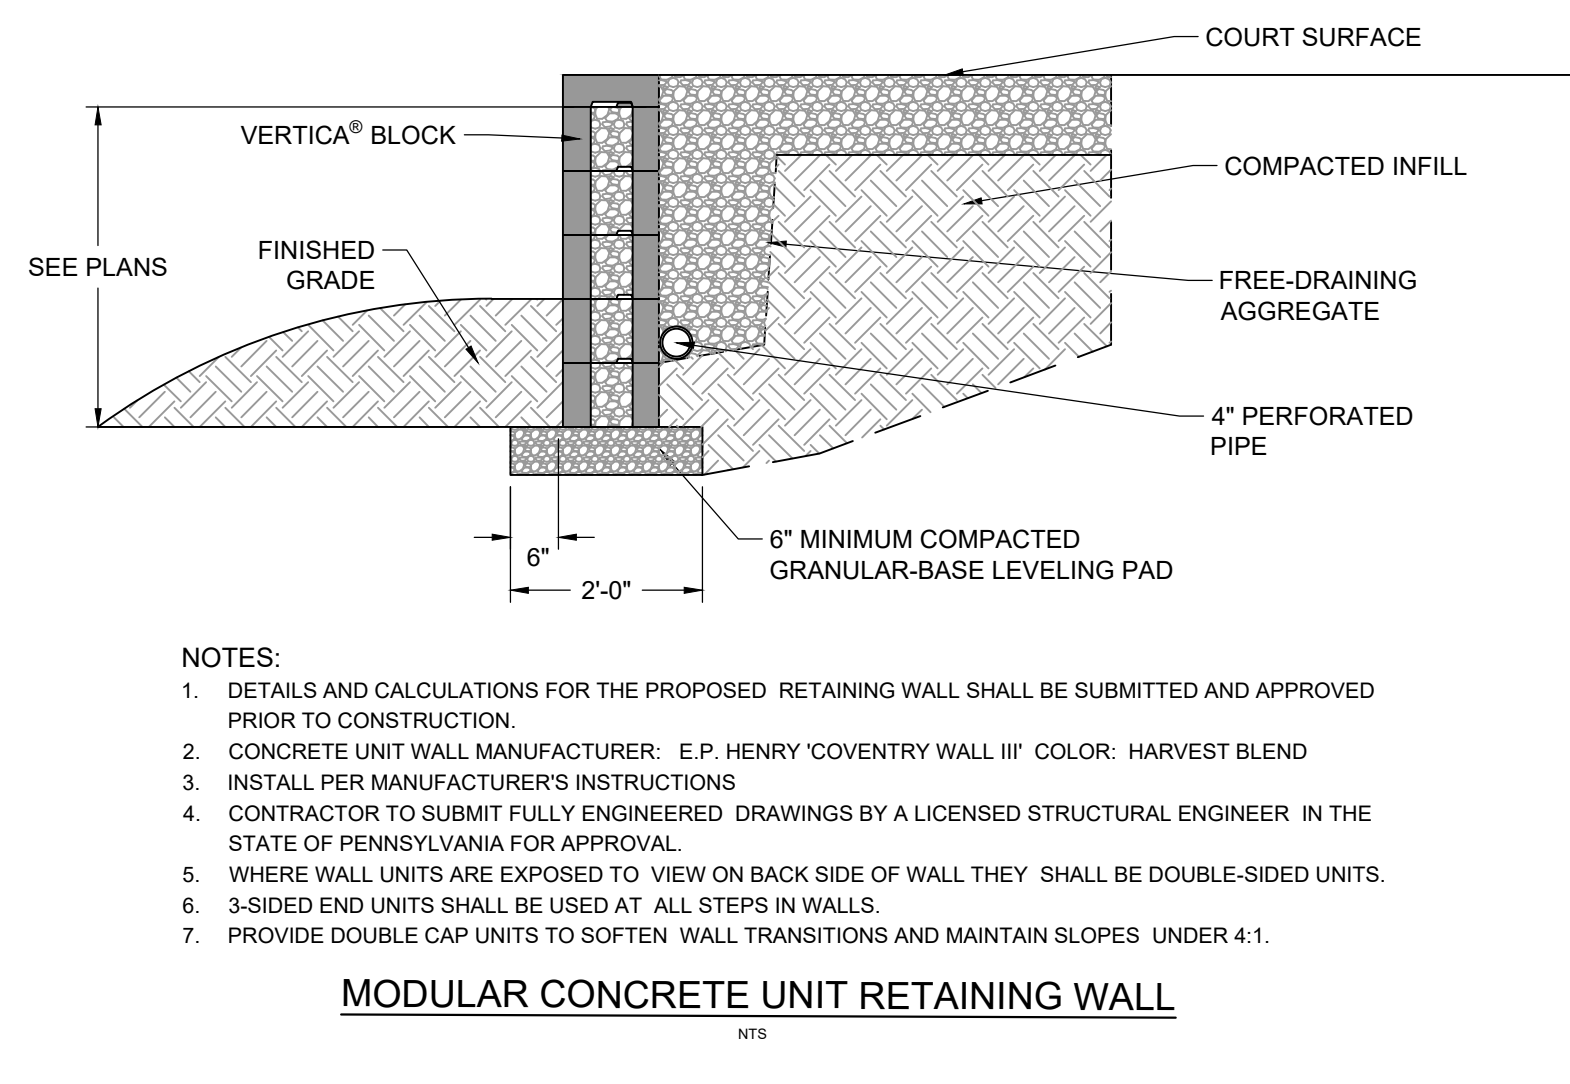 COURT SURFACE
VERTICA® BLOCK
COMPACTED INFILL
FINISHED
GRADE
SEE PLANS
FREE-DRAINING
AGGREGATE
4" PERFORATED
PIPE
6" MINIMUM COMPACTED
GRANULAR-BASE LEVELING PAD
6"
2'-0"
NOTES:
1. DETAILS AND CALCULATIONS FOR THE PROPOSED RETAINING WALL SHALL BE SUBMITTED AND APPROVED
PRIOR TO CONSTRUCTION.
2. CONCRETE UNIT WALL MANUFACTURER: E.P. HENRY 'COVENTRY WALL III' COLOR: HARVEST BLEND
3. INSTALL PER MANUFACTURER'S INSTRUCTIONS
4. CONTRACTOR TO SUBMIT FULLY ENGINEERED DRAWINGS BY A LICENSED STRUCTURAL ENGINEER IN THE
STATE OF PENNSYLVANIA FOR APPROVAL.
5. WHERE WALL UNITS ARE EXPOSED TO VIEW ON BACK SIDE OF WALL THEY SHALL BE DOUBLE-SIDED UNITS.
6. 3-SIDED END UNITS SHALL BE USED AT ALL STEPS IN WALLS.
7. PROVIDE DOUBLE CAP UNITS TO SOFTEN WALL TRANSITIONS AND MAINTAIN SLOPES UNDER 4:1.
MODULAR CONCRETE UNIT RETAINING WALL
NTS